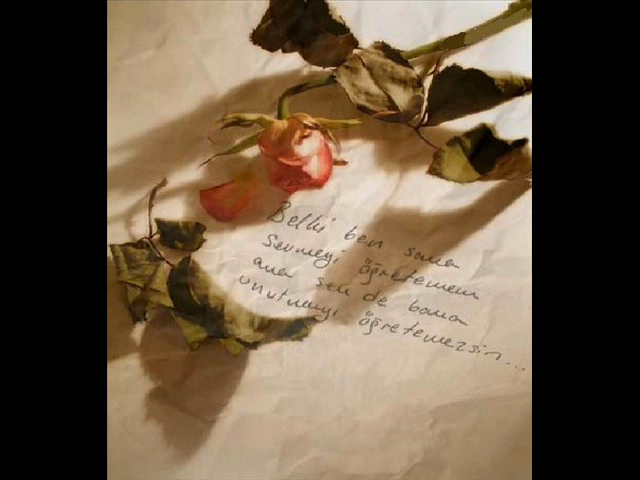 Belki ben sana
Sevmeyi öğretemem
ama sen de bana
unutmayı öğretemezsin...